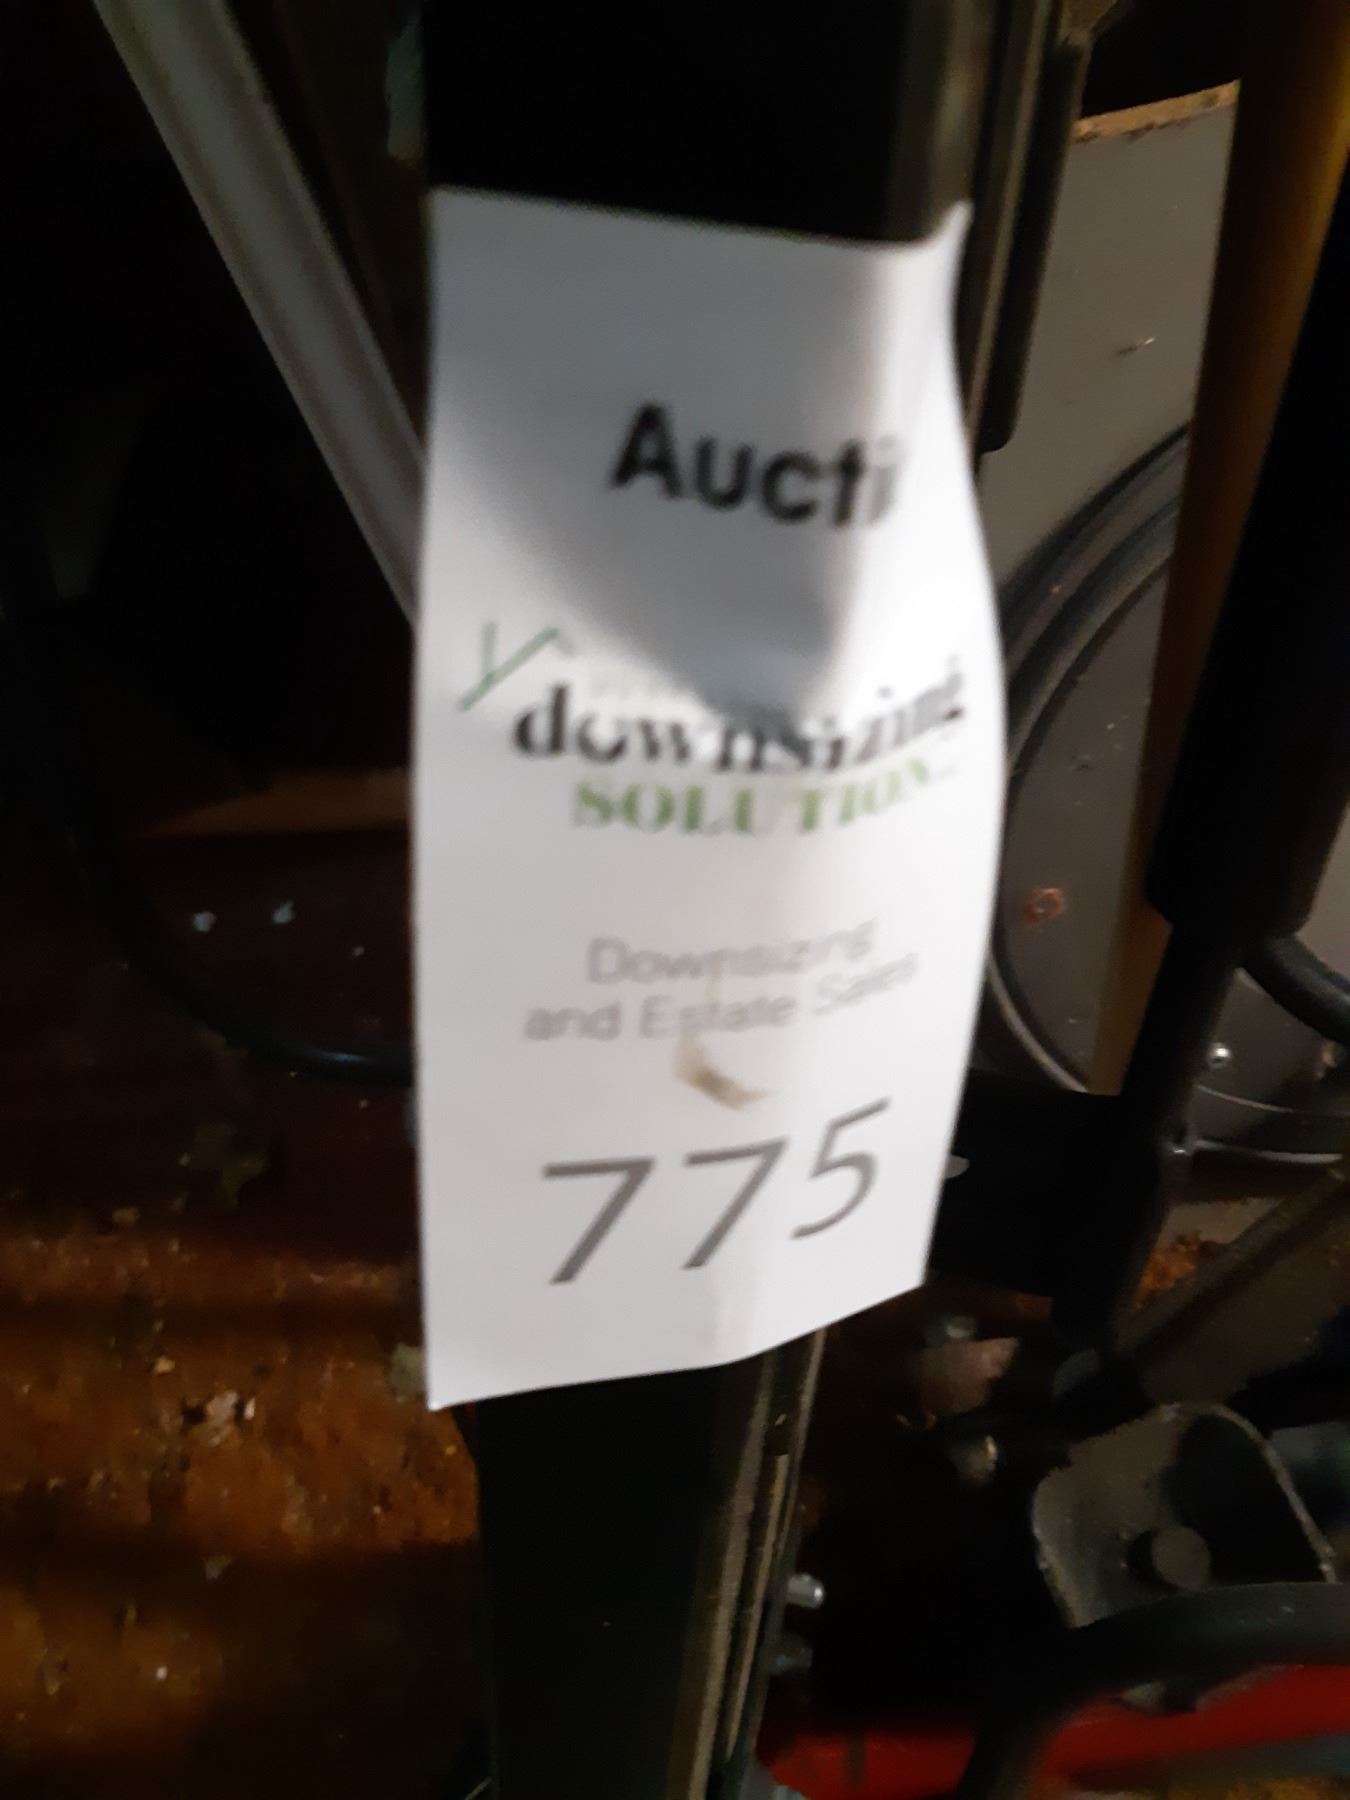 Aucti
downsizing
SOLUTION
Downsizing
and Estate Sales
775